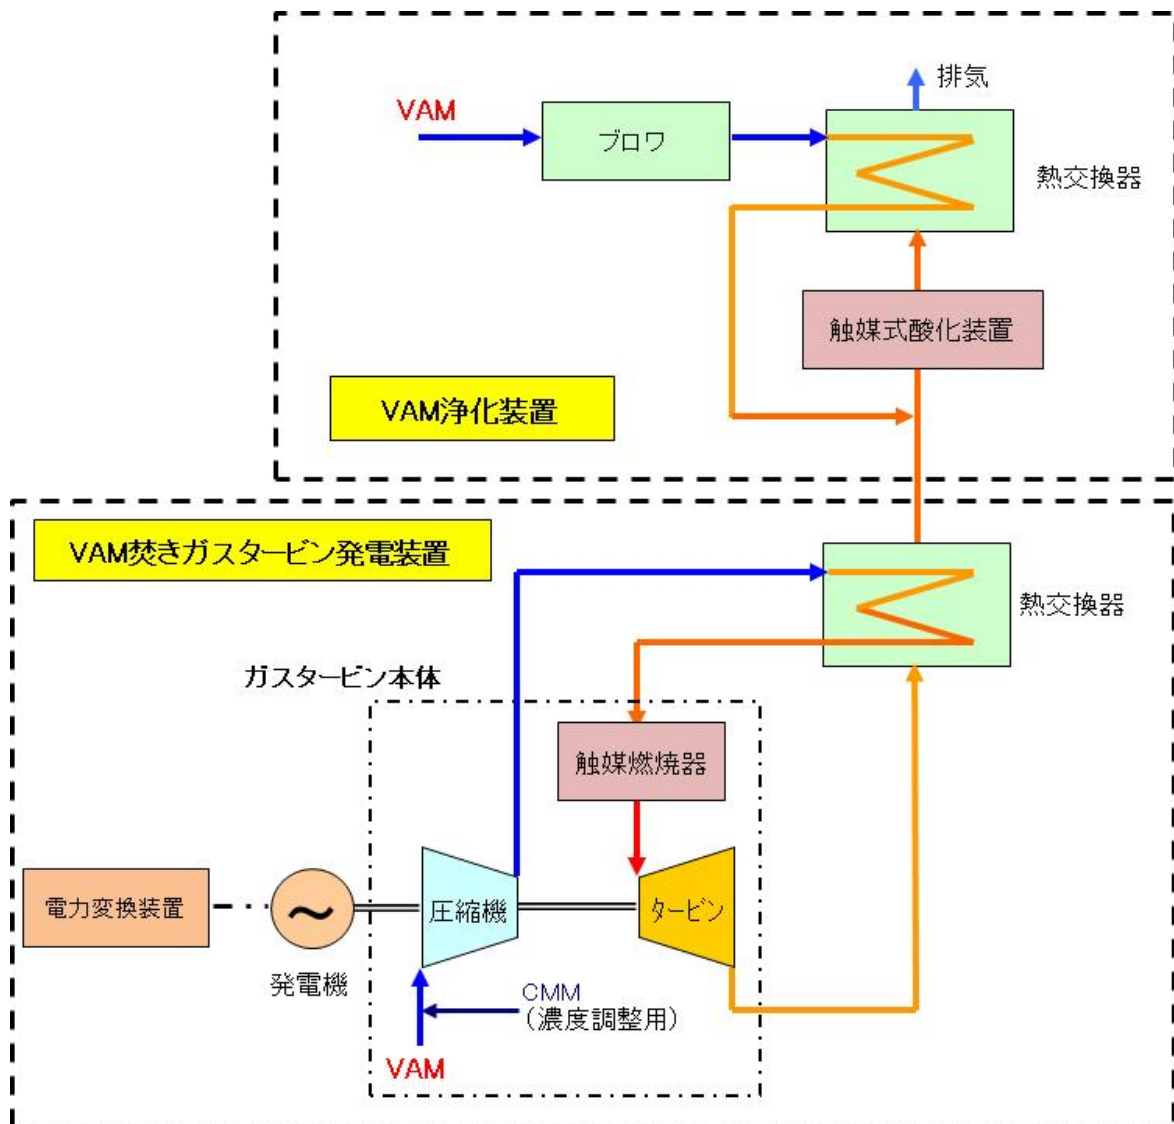 排気
VAM
ブロワ
熱交換器
触媒式酸化装置
VAM浄化装置
VAM焚きガスタービン発電装置
熱交換器
ガスタービン本体
触媒燃焼器
電力変換装置
~
圧縮機
タービン
発電機
CMM
(濃度調整用)
VAM